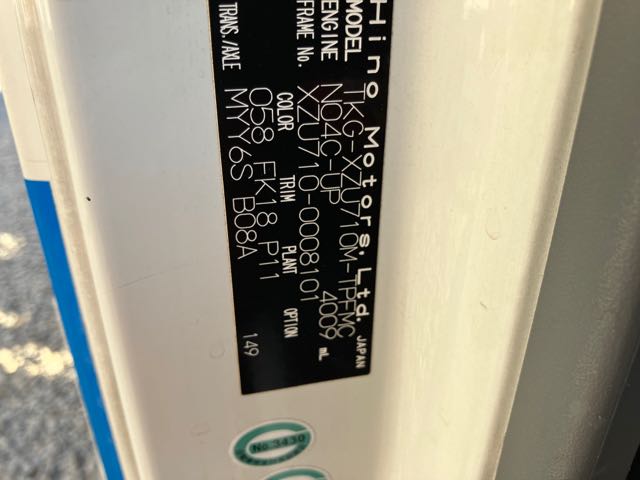 Hino Motors, Ltd. JAPAN
MODEL TKG-XZU710M-TPFMC
ENGINE N04C-UP 4009 mL
FRAME No. XZU710-0008101
COLOR TRIM PLANT OPTION
058 FK18 P11
TRANS./AXLE MYY6S B08A
149
No.3430